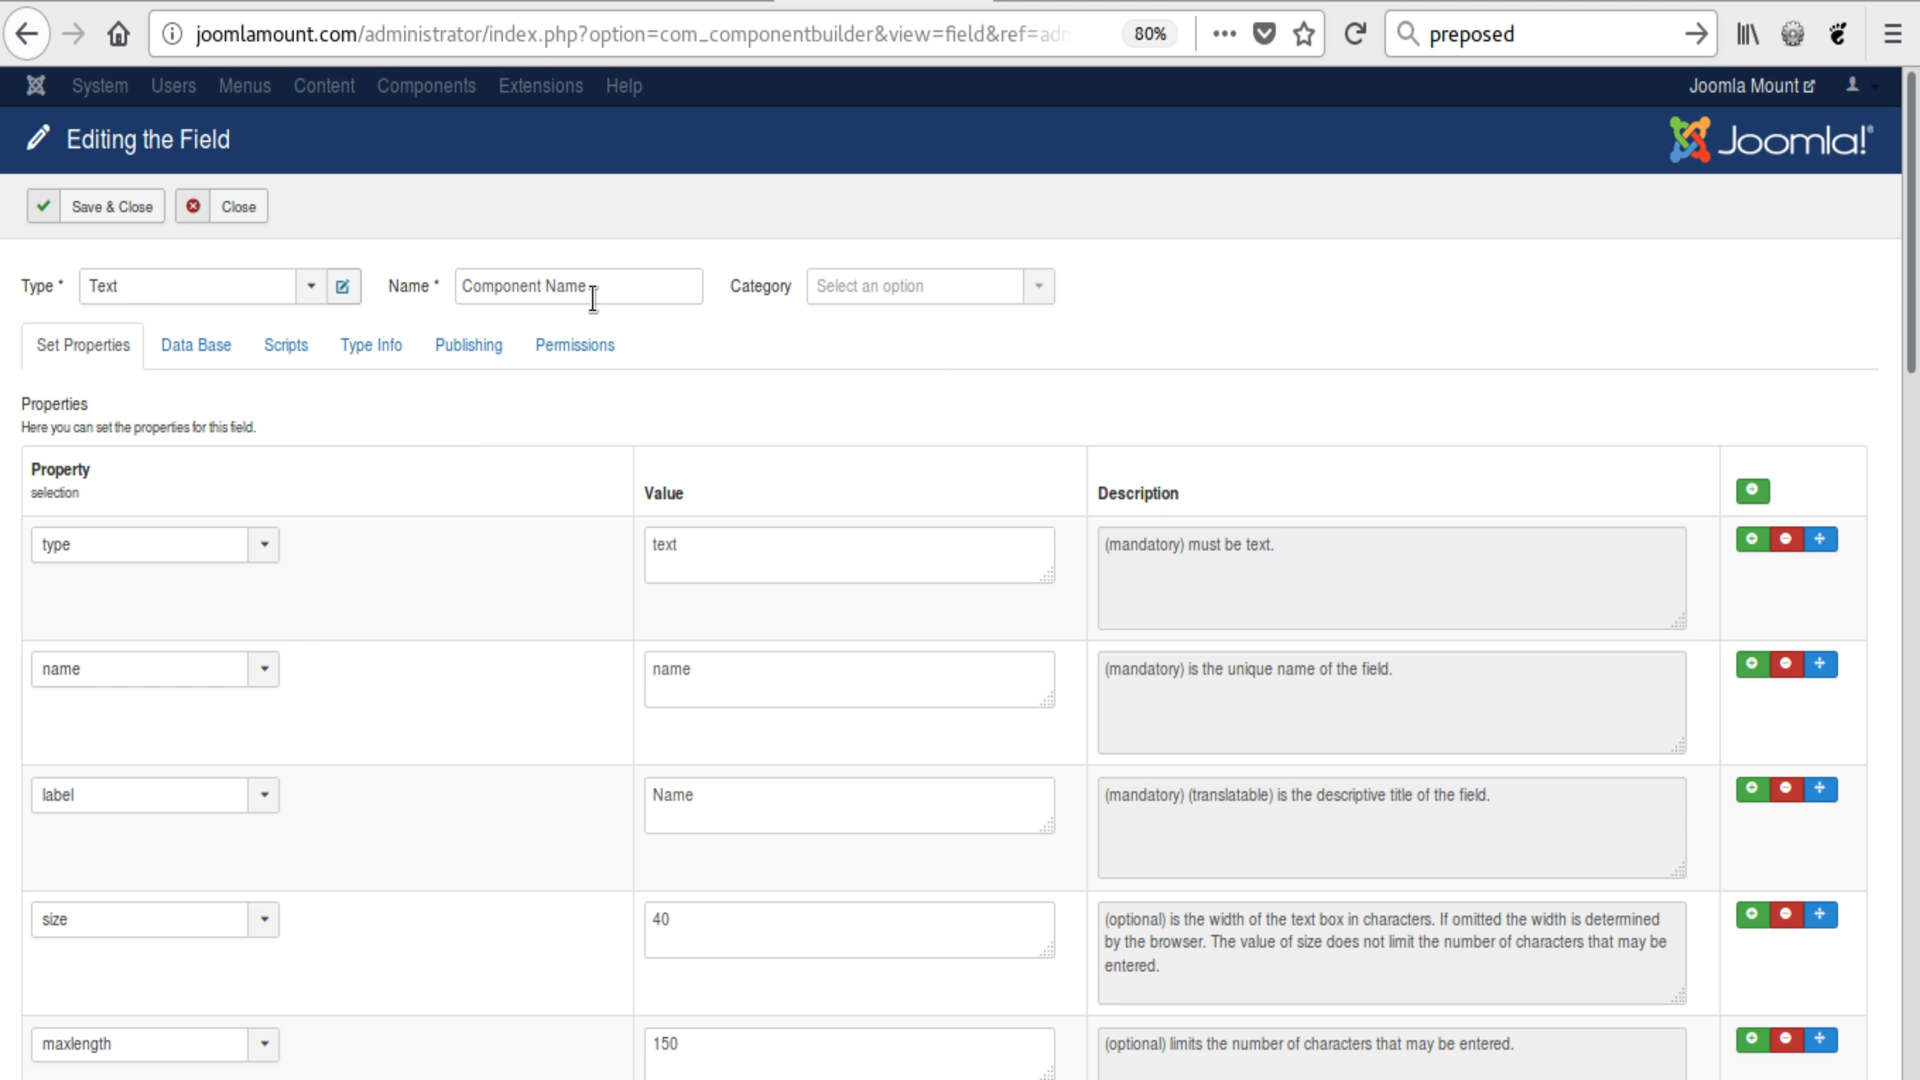 joomlamount.com/administrator/index.php?option=com_componentbuilder&view=field&ref=adm
80%
preposed
System Users Menus Content Components Extensions Help
Joomla Mount
Editing the Field
Joomla!®
Save & Close
Close
Type * Text Name * Component Name Category Select an option
Set Properties Data Base Scripts Type Info Publishing Permissions
Properties
Here you can set the properties for this field.
Property
selection
Value
Description
type
text
(mandatory) must be text.
name
name
(mandatory) is the unique name of the field.
label
Name
(mandatory) (translatable) is the descriptive title of the field.
size
40
(optional) is the width of the text box in characters. If omitted the width is determined
by the browser. The value of size does not limit the number of characters that may be
entered.
maxlength
150
(optional) limits the number of characters that may be entered.